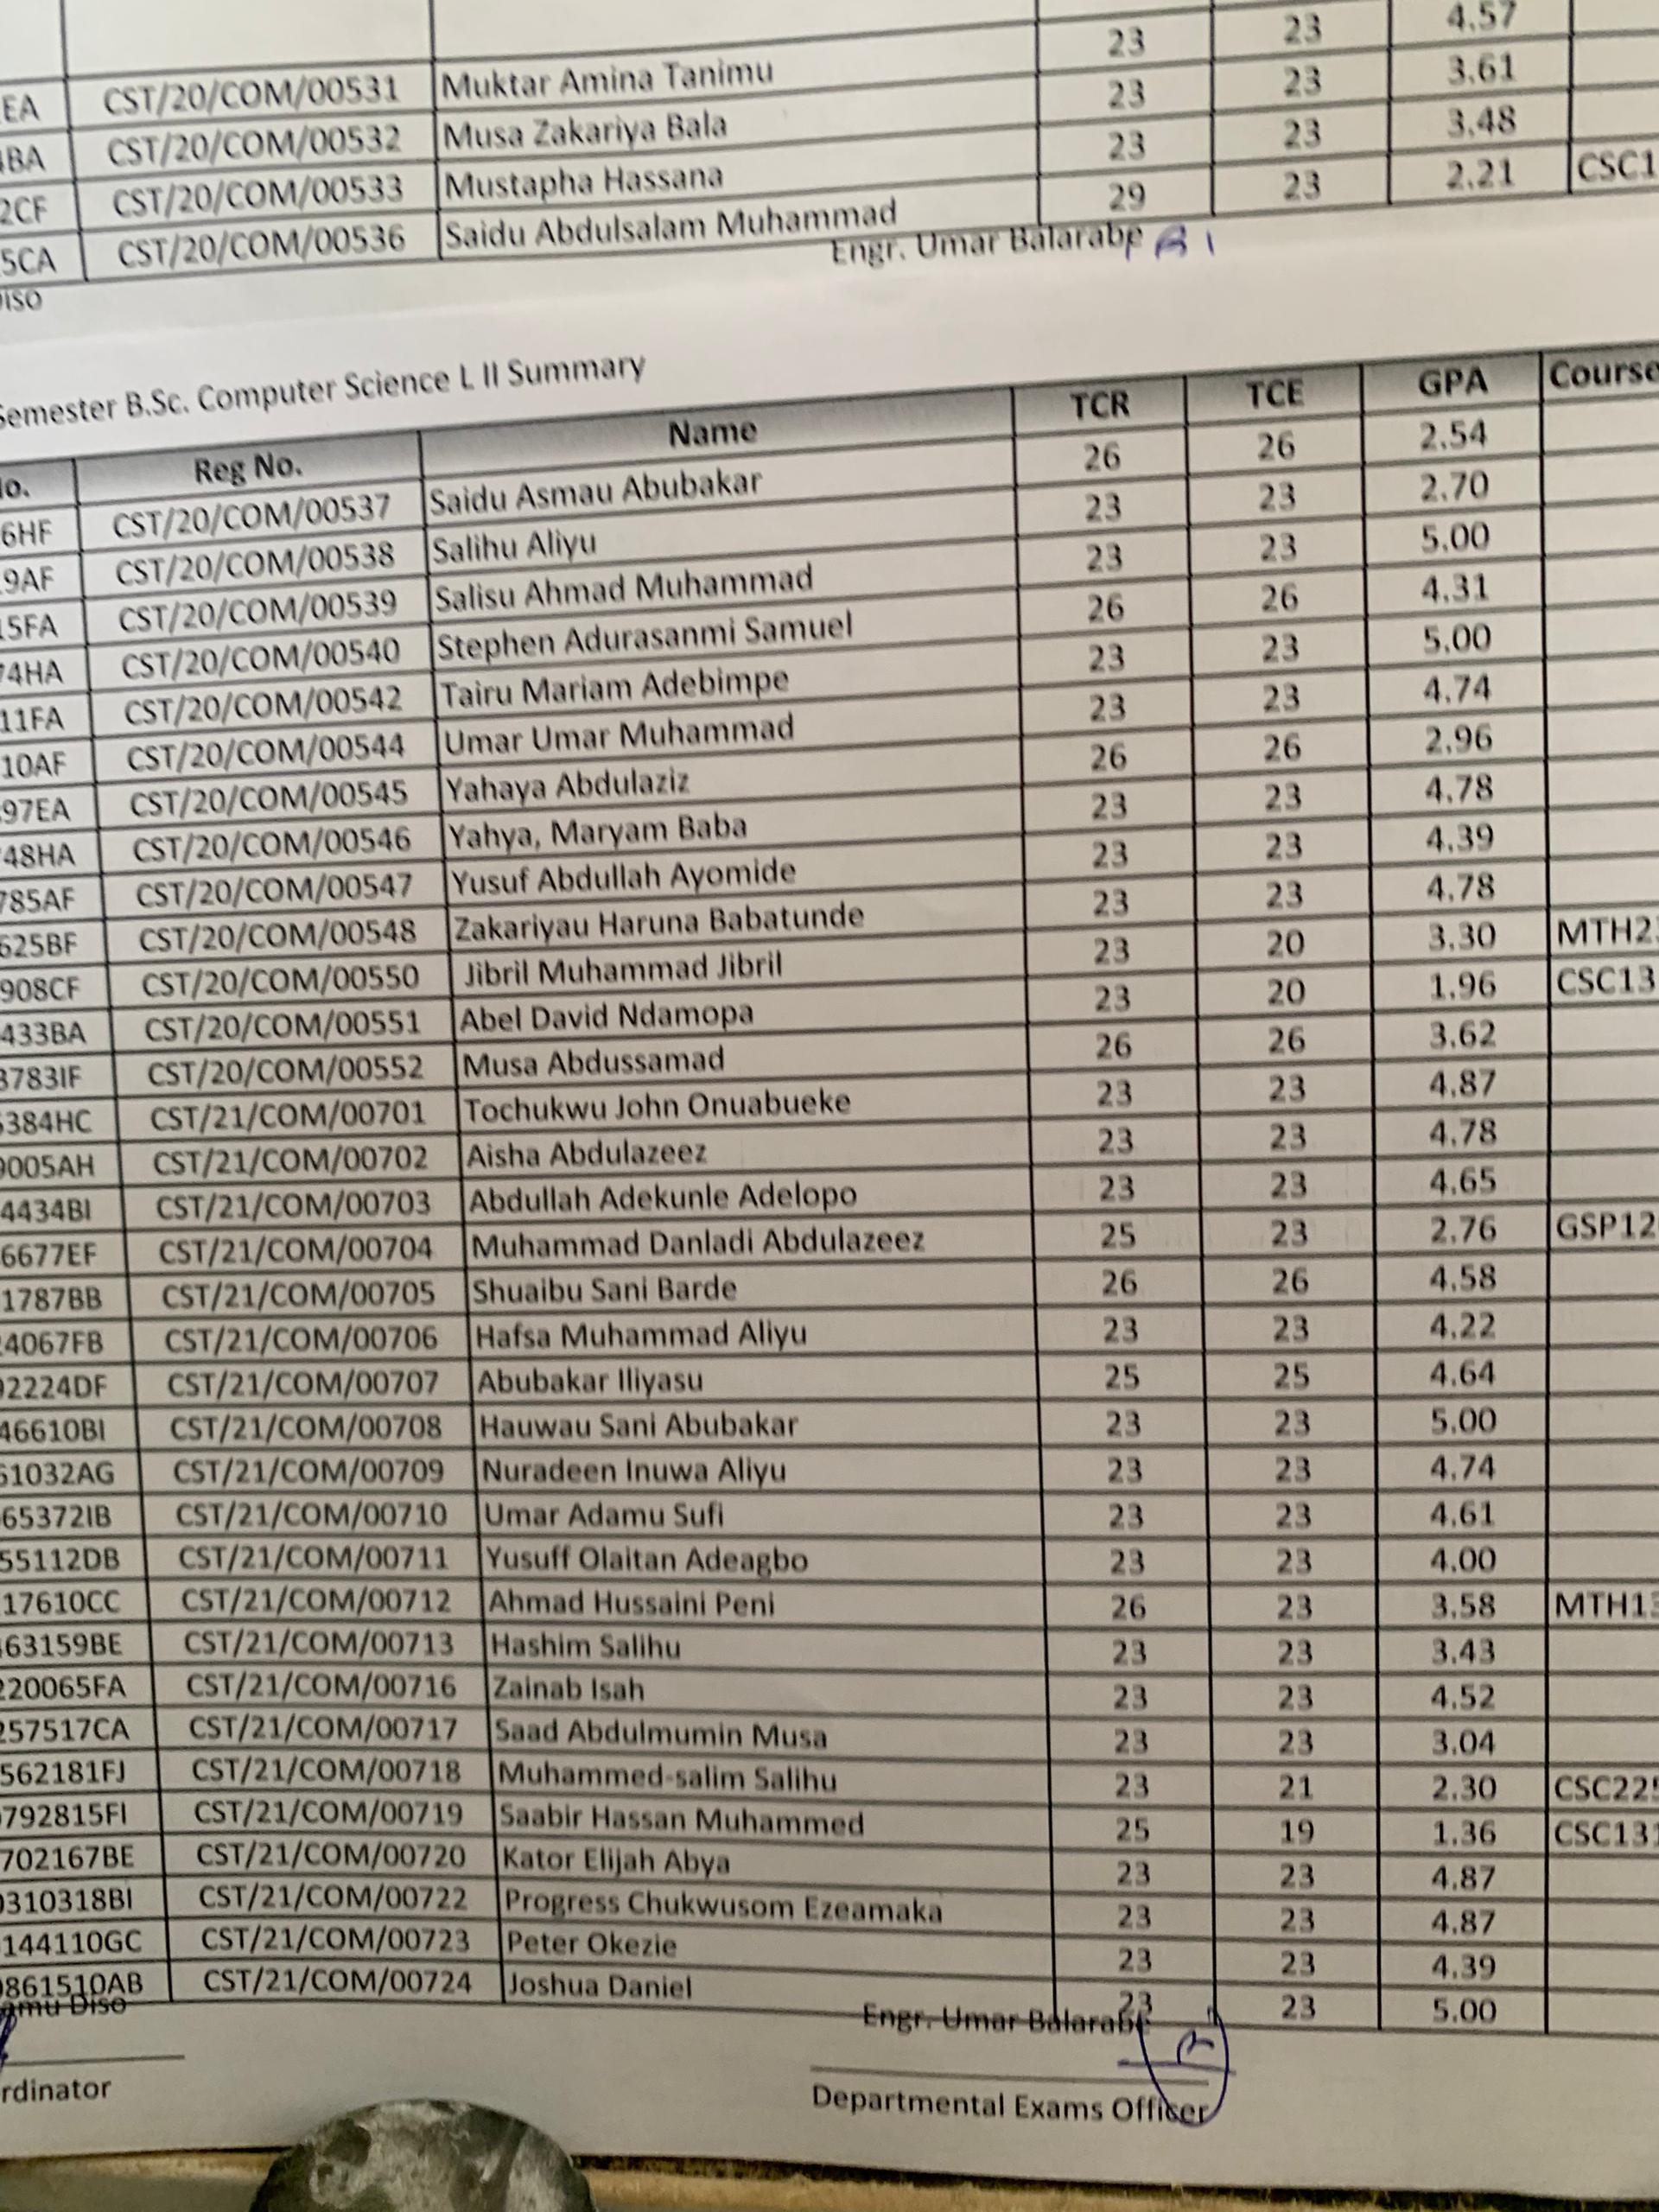 EA CST/20/COM/00531 Muktar Amina Tanimu 23 23 4.57
BA CST/20/COM/00532 Musa Zakariya Bala 23 23 3.61
2CF CST/20/COM/00533 Mustapha Hassana 23 23 3.48
5CA CST/20/COM/00536 Saidu Abdulsalam Muhammad 29 23 2.21 CSC1
Diso Engr. Umar Balarabe
Semester B.Sc. Computer Science L II Summary
No. Reg No. Name TCR TCE GPA Course
6HF CST/20/COM/00537 Saidu Asmau Abubakar 26 26 2.54
9AF CST/20/COM/00538 Salihu Aliyu 23 23 2.70
5FA CST/20/COM/00539 Salisu Ahmad Muhammad 23 23 5.00
4HA CST/20/COM/00540 Stephen Adurasanmi Samuel 26 26 4.31
11FA CST/20/COM/00542 Tairu Mariam Adebimpe 23 23 5.00
10AF CST/20/COM/00544 Umar Umar Muhammad 23 23 4.74
97EA CST/20/COM/00545 Yahaya Abdulaziz 26 26 2.96
48HA CST/20/COM/00546 Yahya, Maryam Baba 23 23 4.78
785AF CST/20/COM/00547 Yusuf Abdullah Ayomide 23 23 4.39
625BF CST/20/COM/00548 Zakariyau Haruna Babatunde 23 23 4.78
908CF CST/20/COM/00550 Jibril Muhammad Jibril 23 20 3.30 MTH2
433BA CST/20/COM/00551 Abel David Ndamopa 23 20 1.96 CSC13
3783IF CST/20/COM/00552 Musa Abdussamad 26 26 3.62
384HC CST/21/COM/00701 Tochukwu John Onuabueke 23 23 4.87
9005AH CST/21/COM/00702 Aisha Abdulazeez 23 23 4.78
4434BI CST/21/COM/00703 Abdullah Adekunle Adelopo 23 23 4.65
6677EF CST/21/COM/00704 Muhammad Danladi Abdulazeez 25 23 2.76 GSP12
1787BB CST/21/COM/00705 Shuaibu Sani Barde 26 26 4.58
4067FB CST/21/COM/00706 Hafsa Muhammad Aliyu 23 23 4.22
2224DF CST/21/COM/00707 Abubakar Iliyasu 25 25 4.64
46610BI CST/21/COM/00708 Hauwau Sani Abubakar 23 23 5.00
61032AG CST/21/COM/00709 Nuradeen Inuwa Aliyu 23 23 4.74
65372IB CST/21/COM/00710 Umar Adamu Sufi 23 23 4.61
55112DB CST/21/COM/00711 Yusuff Olaitan Adeagbo 23 23 4.00
17610CC CST/21/COM/00712 Ahmad Hussaini Peni 26 23 3.58 MTH13
63159BE CST/21/COM/00713 Hashim Salihu 23 23 3.43
220065FA CST/21/COM/00716 Zainab Isah 23 23 4.52
257517CA CST/21/COM/00717 Saad Abdulmumin Musa 23 23 3.04
562181FJ CST/21/COM/00718 Muhammed-salim Salihu 23 21 2.30 CSC225
792815FI CST/21/COM/00719 Saabir Hassan Muhammed 25 19 1.36 CSC131
702167BE CST/21/COM/00720 Kator Elijah Abya 23 23 4.87
0310318BI CST/21/COM/00722 Progress Chukwusom Ezeamaka 23 23 4.87
144110GC CST/21/COM/00723 Peter Okezie 23 23 4.39
861510AB CST/21/COM/00724 Joshua Daniel 23 23 5.00
amu Diso Engr. Umar Balarabe
rdinator Departmental Exams Officer